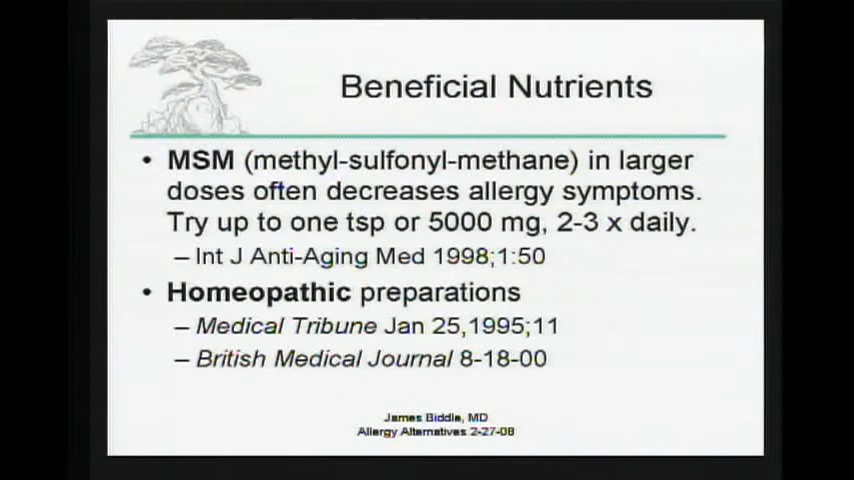 Beneficial Nutrients
• MSM (methyl-sulfonyl-methane) in larger
doses often decreases allergy symptoms.
Try up to one tsp or 5000 mg, 2-3 x daily.
– Int J Anti-Aging Med 1998;1:50
• Homeopathic preparations
– Medical Tribune Jan 25,1995;11
– British Medical Journal 8-18-00
James Biddle, MD
Allergy Alternatives 2-27-08